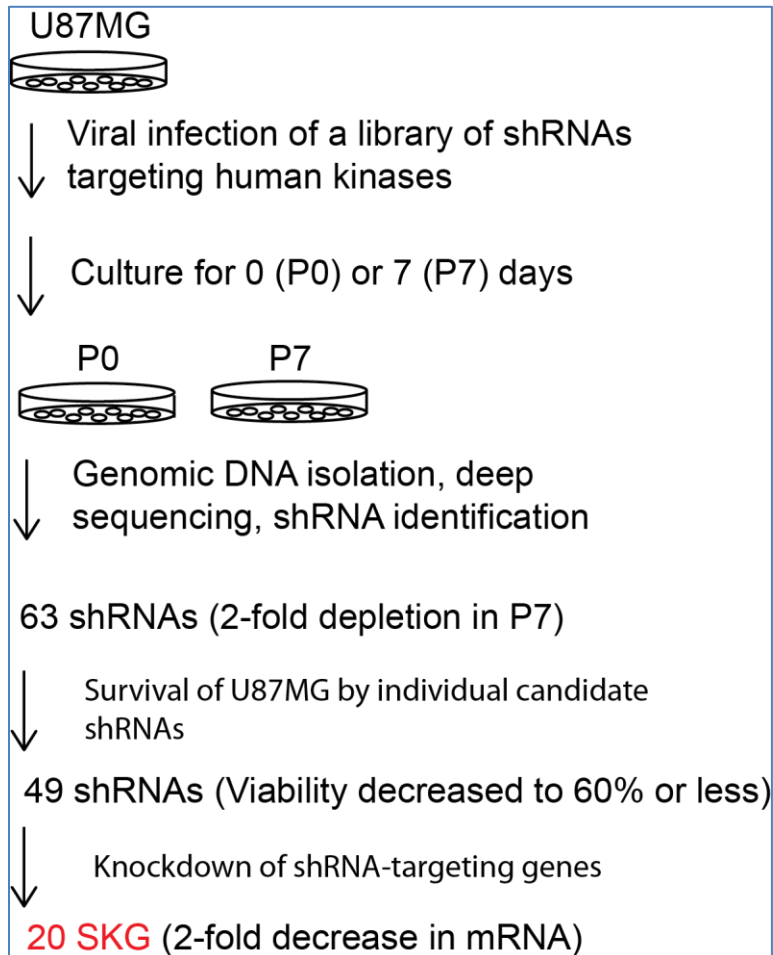 U87MG
Viral infection of a library of shRNAs
targeting human kinases
Culture for 0 (P0) or 7 (P7) days
P0 P7
Genomic DNA isolation, deep
sequencing, shRNA identification
63 shRNAs (2-fold depletion in P7)
Survival of U87MG by individual candidate
shRNAs
49 shRNAs (Viability decreased to 60% or less)
Knockdown of shRNA-targeting genes
20 SKG (2-fold decrease in mRNA)